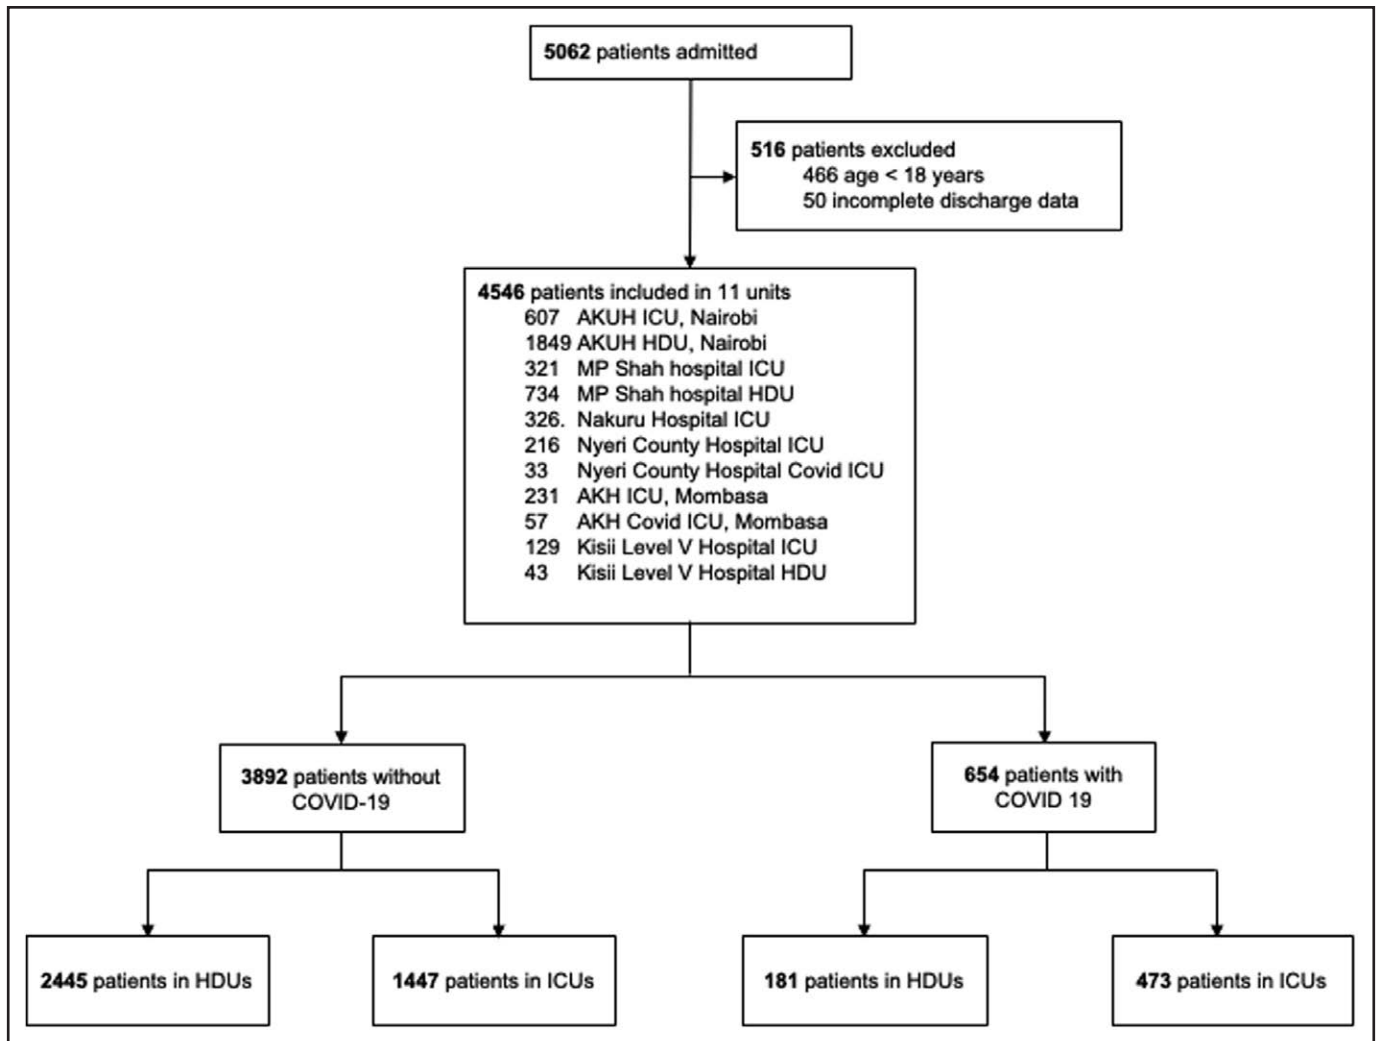 5062 patients admitted
516 patients excluded
466 age < 18 years
50 incomplete discharge data
4546 patients included in 11 units
607 AKUH ICU, Nairobi
1849 AKUH HDU, Nairobi
321 MP Shah hospital ICU
734 MP Shah hospital HDU
326. Nakuru Hospital ICU
216 Nyeri County Hospital ICU
33 Nyeri County Hospital Covid ICU
231 AKH ICU, Mombasa
57 AKH Covid ICU, Mombasa
129 Kisii Level V Hospital ICU
43 Kisii Level V Hospital HDU
3892 patients without
COVID-19
654 patients with
COVID 19
2445 patients in HDUs
1447 patients in ICUs
181 patients in HDUs
473 patients in ICUs